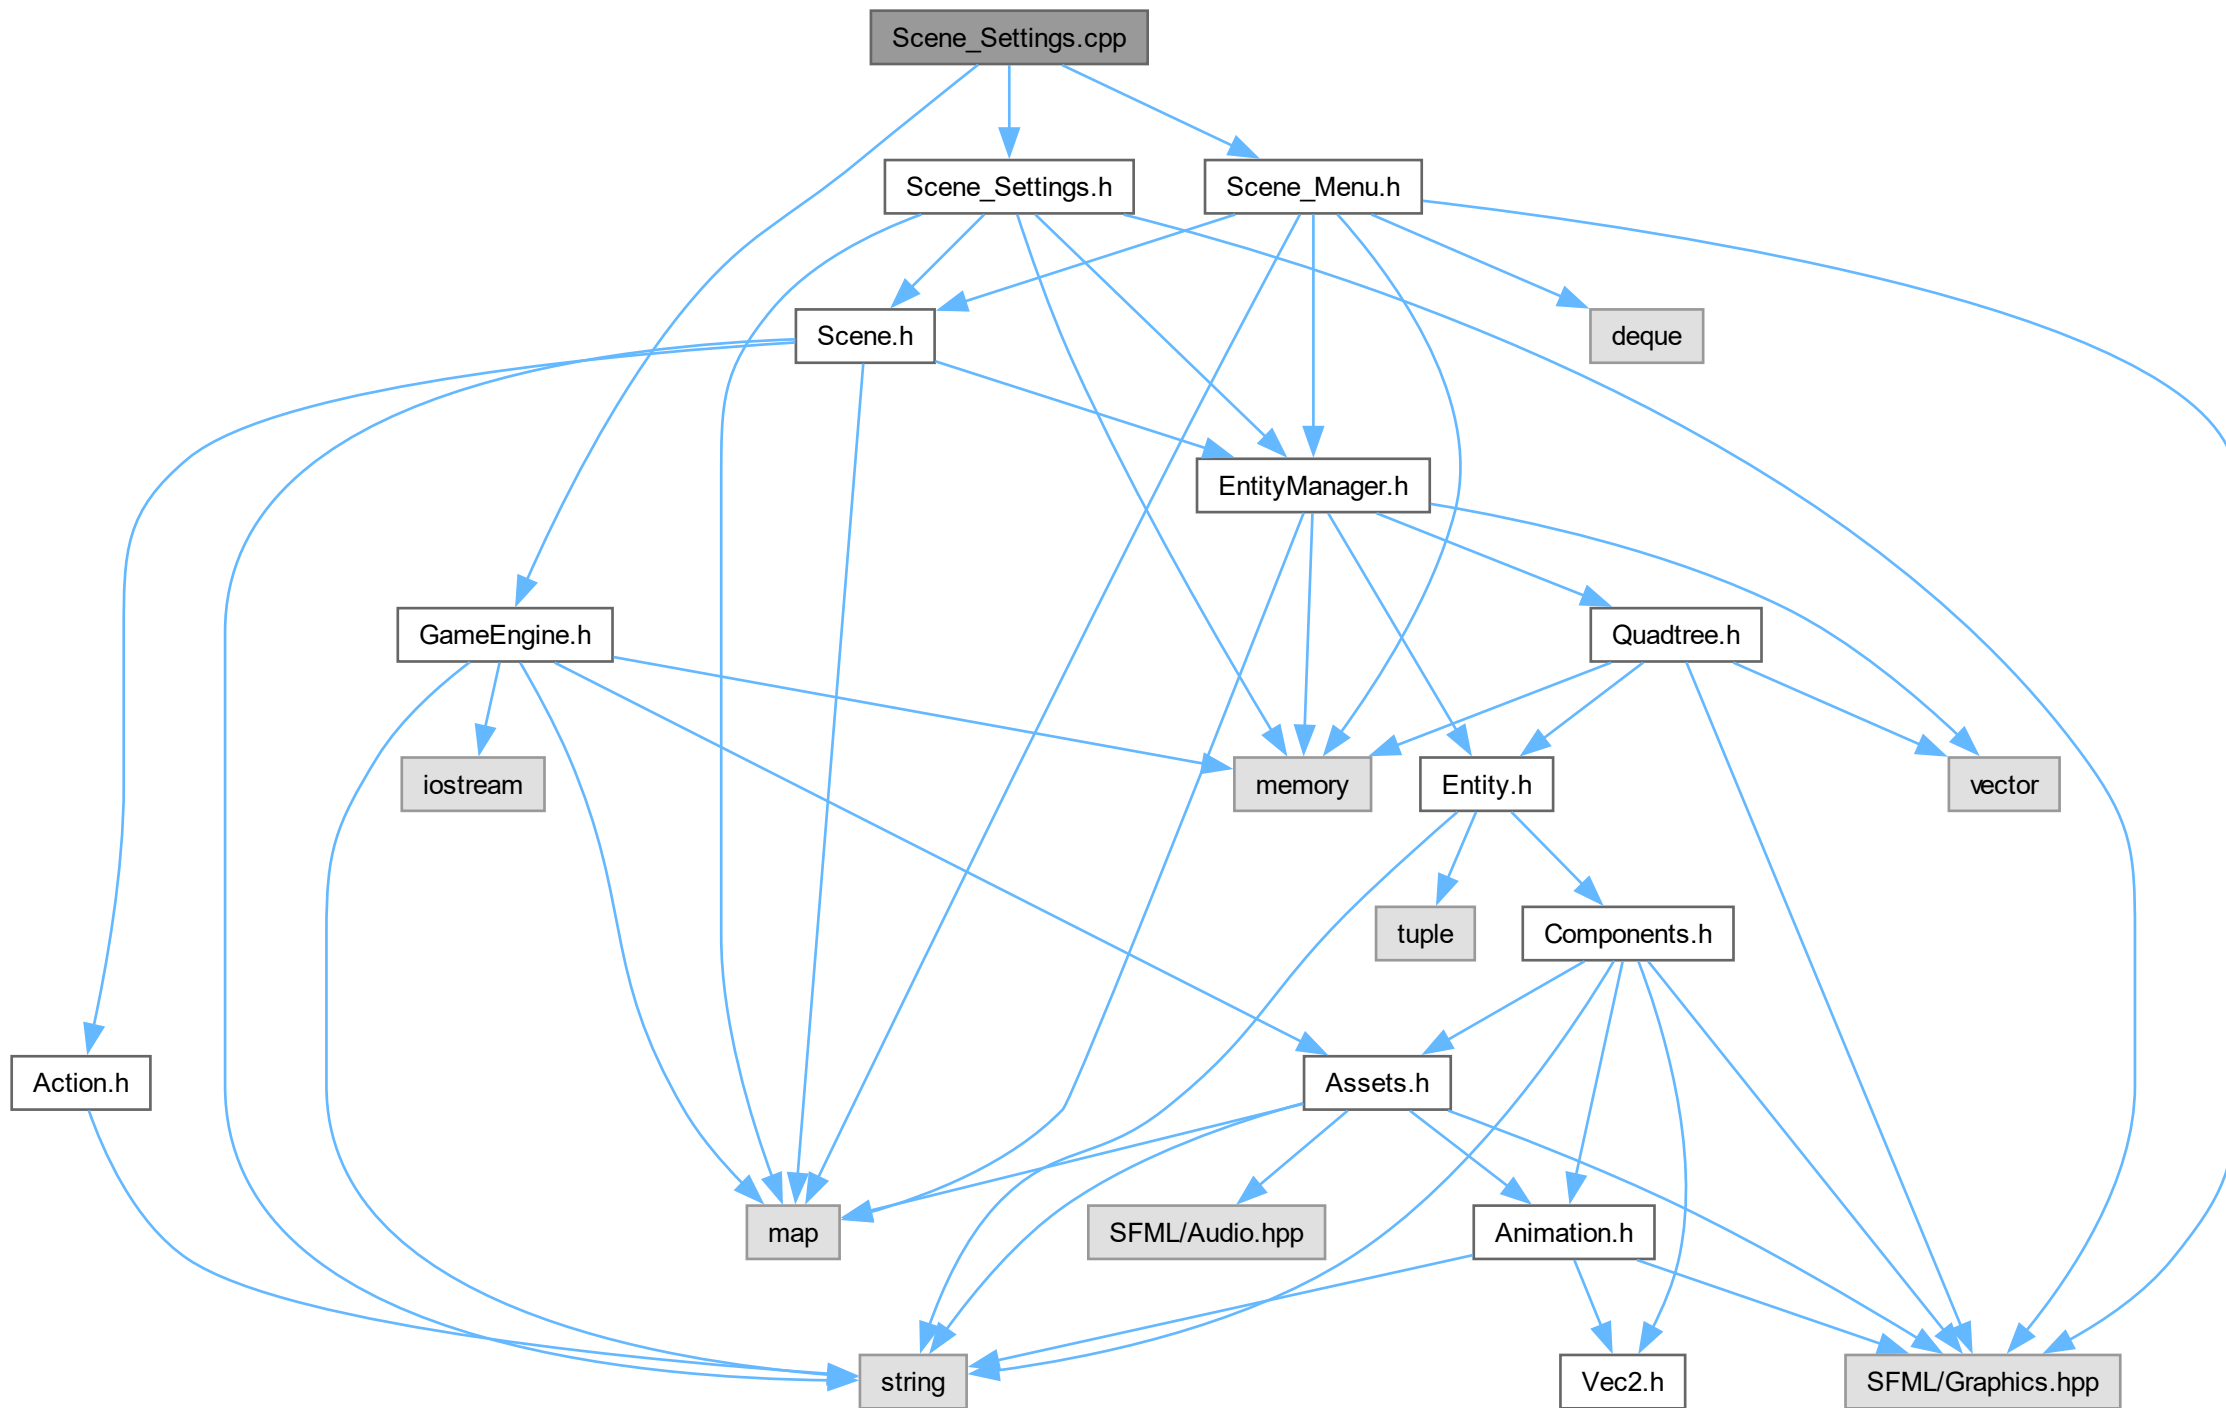 Scene_Settings.cpp
Scene_Settings.h
Scene_Menu.h
Scene.h
deque
EntityManager.h
GameEngine.h
Quadtree.h
iostream
memory
Entity.h
vector
tuple
Components.h
Action.h
Assets.h
map
SFML/Audio.hpp
Animation.h
string
Vec2.h
SFML/Graphics.hpp